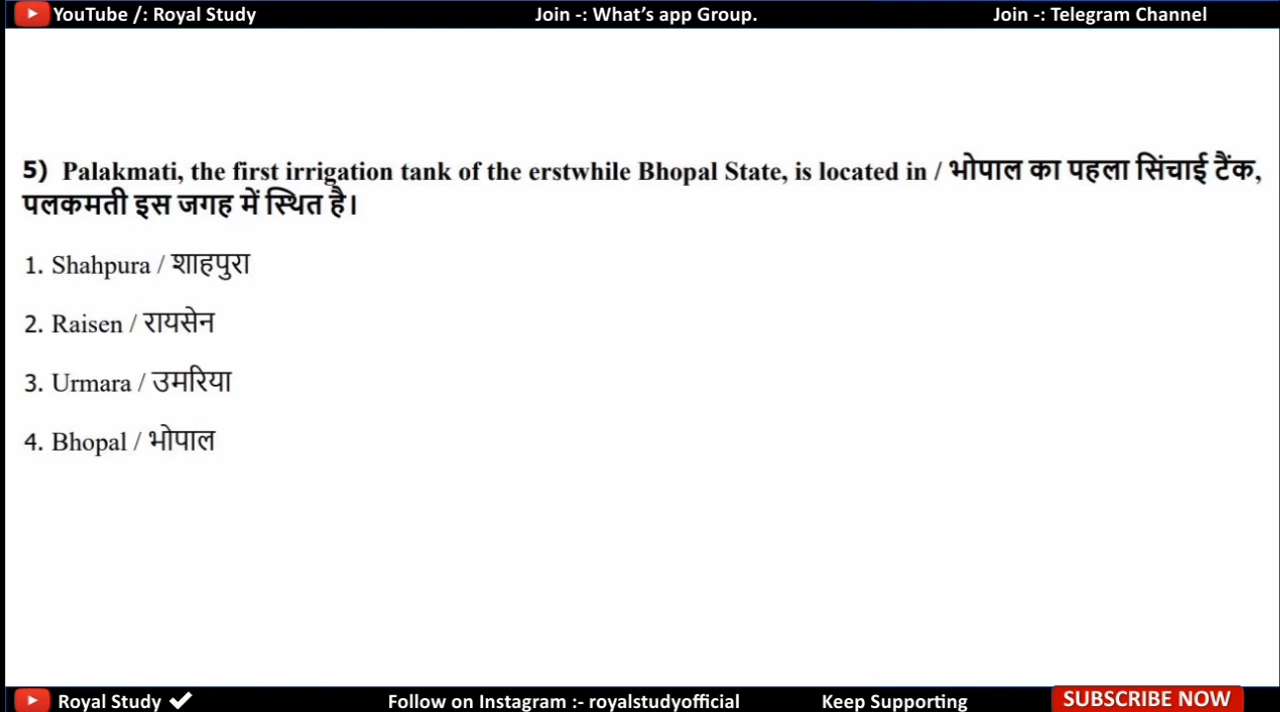 YouTube /: Royal Study
Join -: What's app Group.
Join -: Telegram Channel
5) Palakmati, the first irrigation tank of the erstwhile Bhopal State, is located in / भोपाल का पहला सिंचाई टैंक,
पलकमती इस जगह में स्थित है।
1. Shahpura / शाहपुरा
2. Raisen / रायसेन
3. Urmara / उमरिया
4. Bhopal / भोपाल
Royal Study ✔
Follow on Instagram :- royalstudyofficial
Keep Supporting
SUBSCRIBE NOW